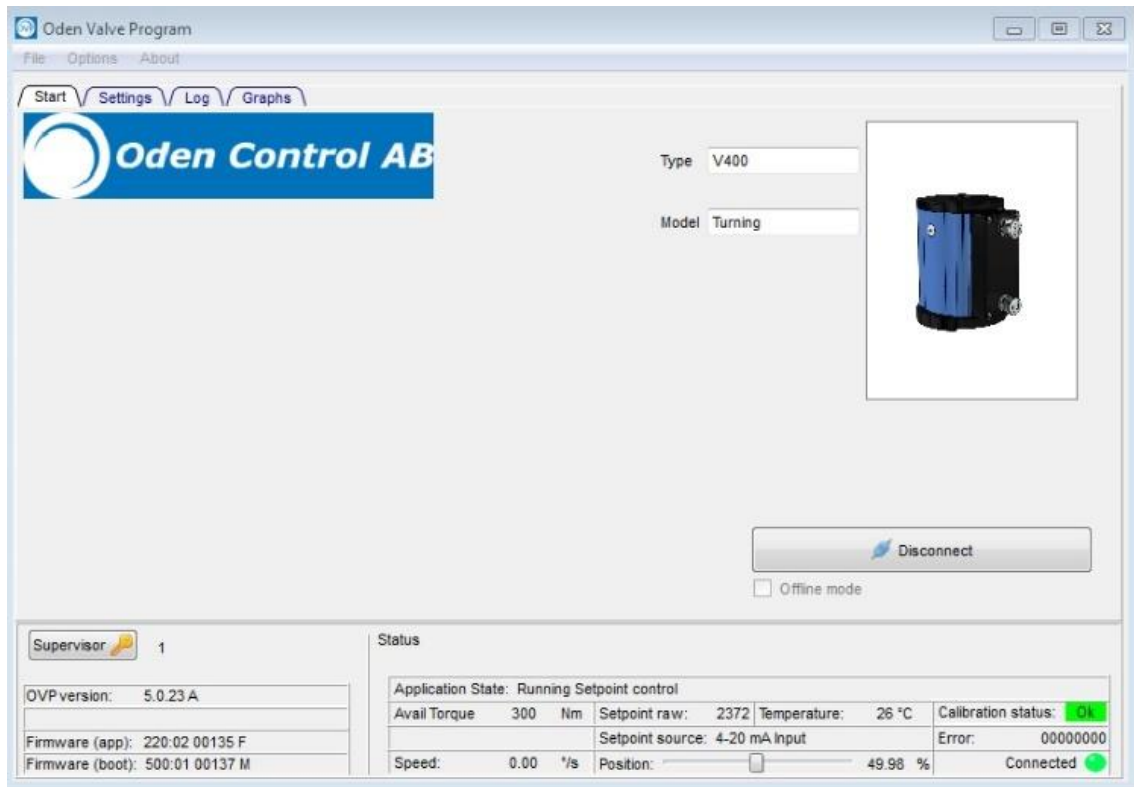 Oden Valve Program
File Options About
Start Settings Log Graphs
Oden Control AB
Type V400
Model Turning
Disconnect
Offline mode
Supervisor 1
Status
OVP version: 5.0.23 A
Application State: Running Setpoint control
Avail Torque 300 Nm Setpoint raw: 2372 Temperature: 26 °C Calibration status: Ok
Firmware (app): 220:02 00135 F
Setpoint source: 4-20 mA Input Error: 00000000
Firmware (boot): 500:01 00137 M
Speed: 0.00 °/s Position: 49.98 % Connected